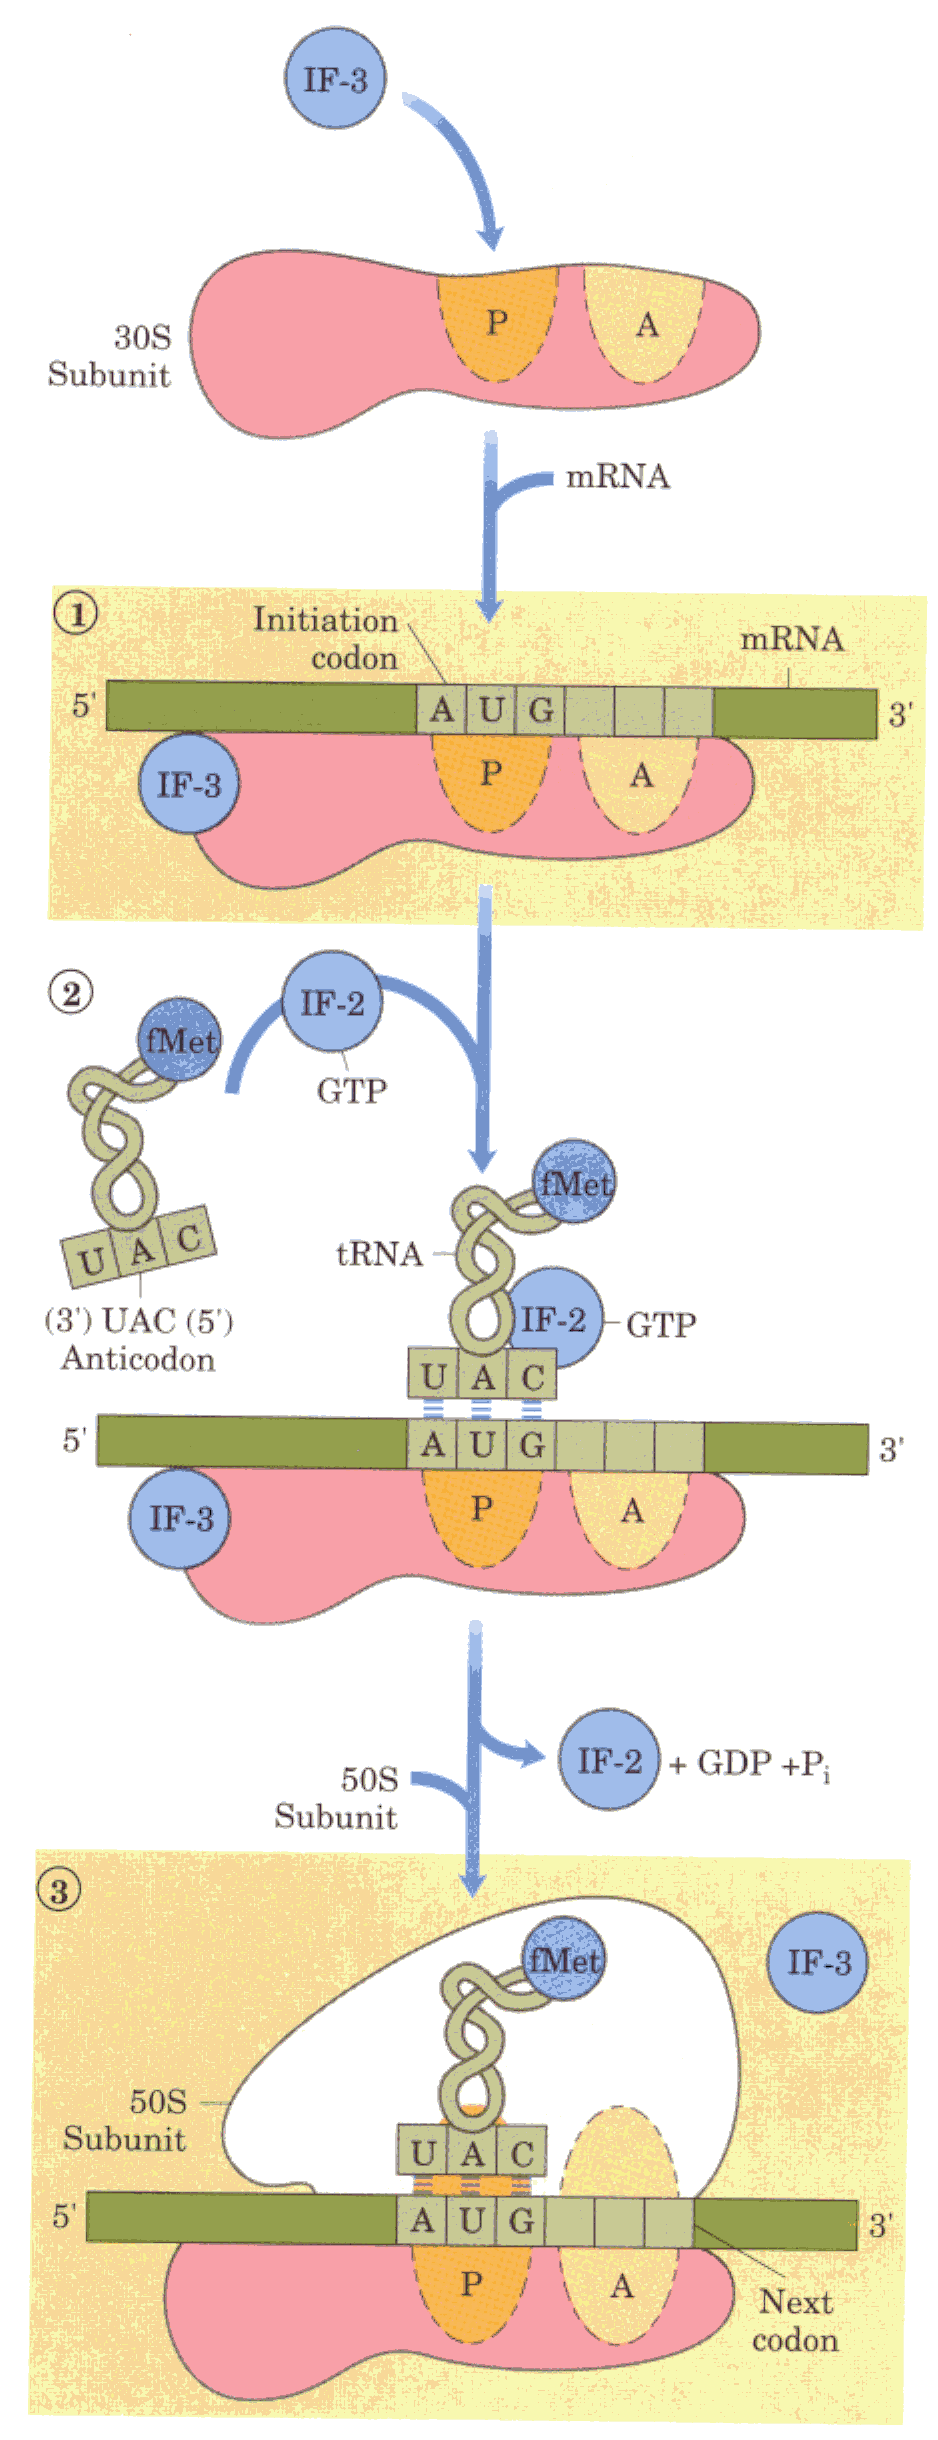 IF-3
P
A
30S
Subunit
mRNA
1
Initiation
codon
mRNA
5'
A U G
3'
IF-3
P
A
2
fMet
IF-2
GTP
fMet
tRNA
U A C
IF-2
GTP
(3') UAC (5')
Anticodon
U A C
5'
A U G
3'
IF-3
P
A
50S
Subunit
IF-2 + GDP +Pi
3
fMet
IF-3
50S
Subunit
U A C
5'
A U G
3'
P
A
Next
codon